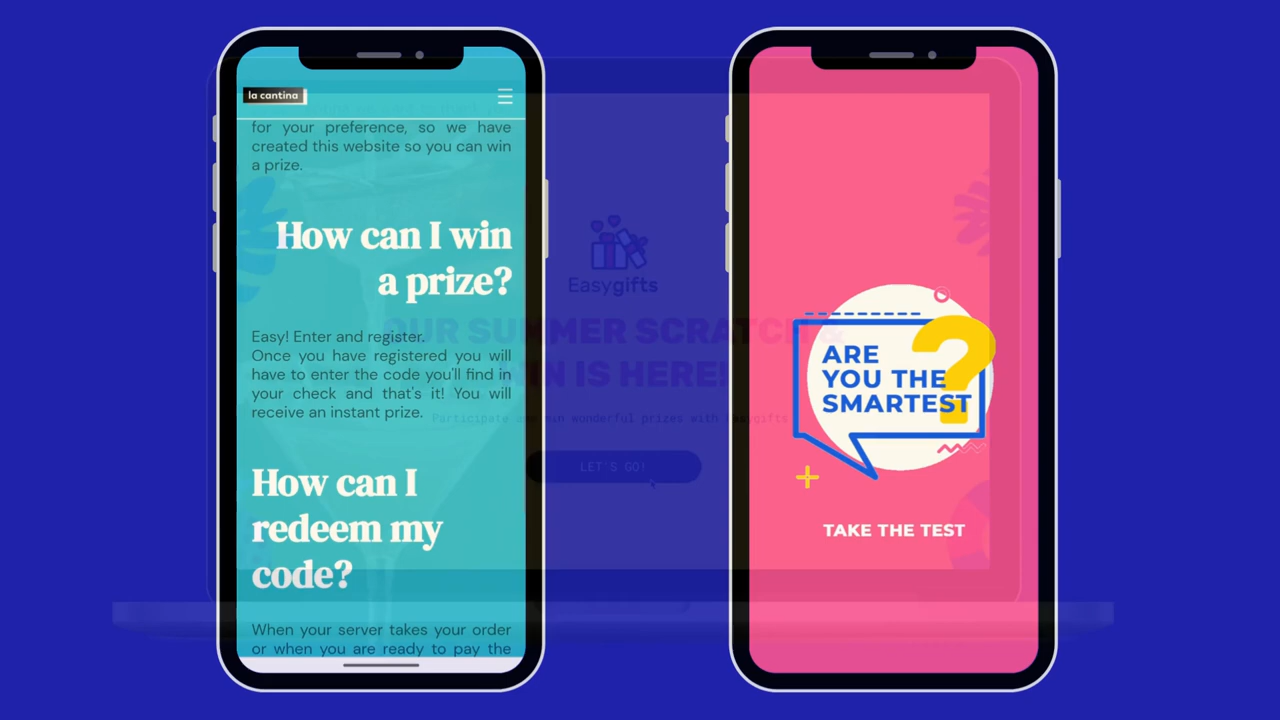 la cantina
for your preference, so we have
created this website so you can win
a prize.
How can I win
a prize?
Easy! Enter and register.
Once you have registered you will
have to enter the code you'll find in
your check and that's it! You will
receive an instant prize.
How can I
redeem my
code?
When your server takes your order
or when you are ready to pay the
Easygifts
OUR SUMMER SCRATCH &
WIN IS HERE!
Participate and win wonderful prizes with Easygifts
LET'S GO!
ARE
YOU THE
SMARTEST
?
TAKE THE TEST